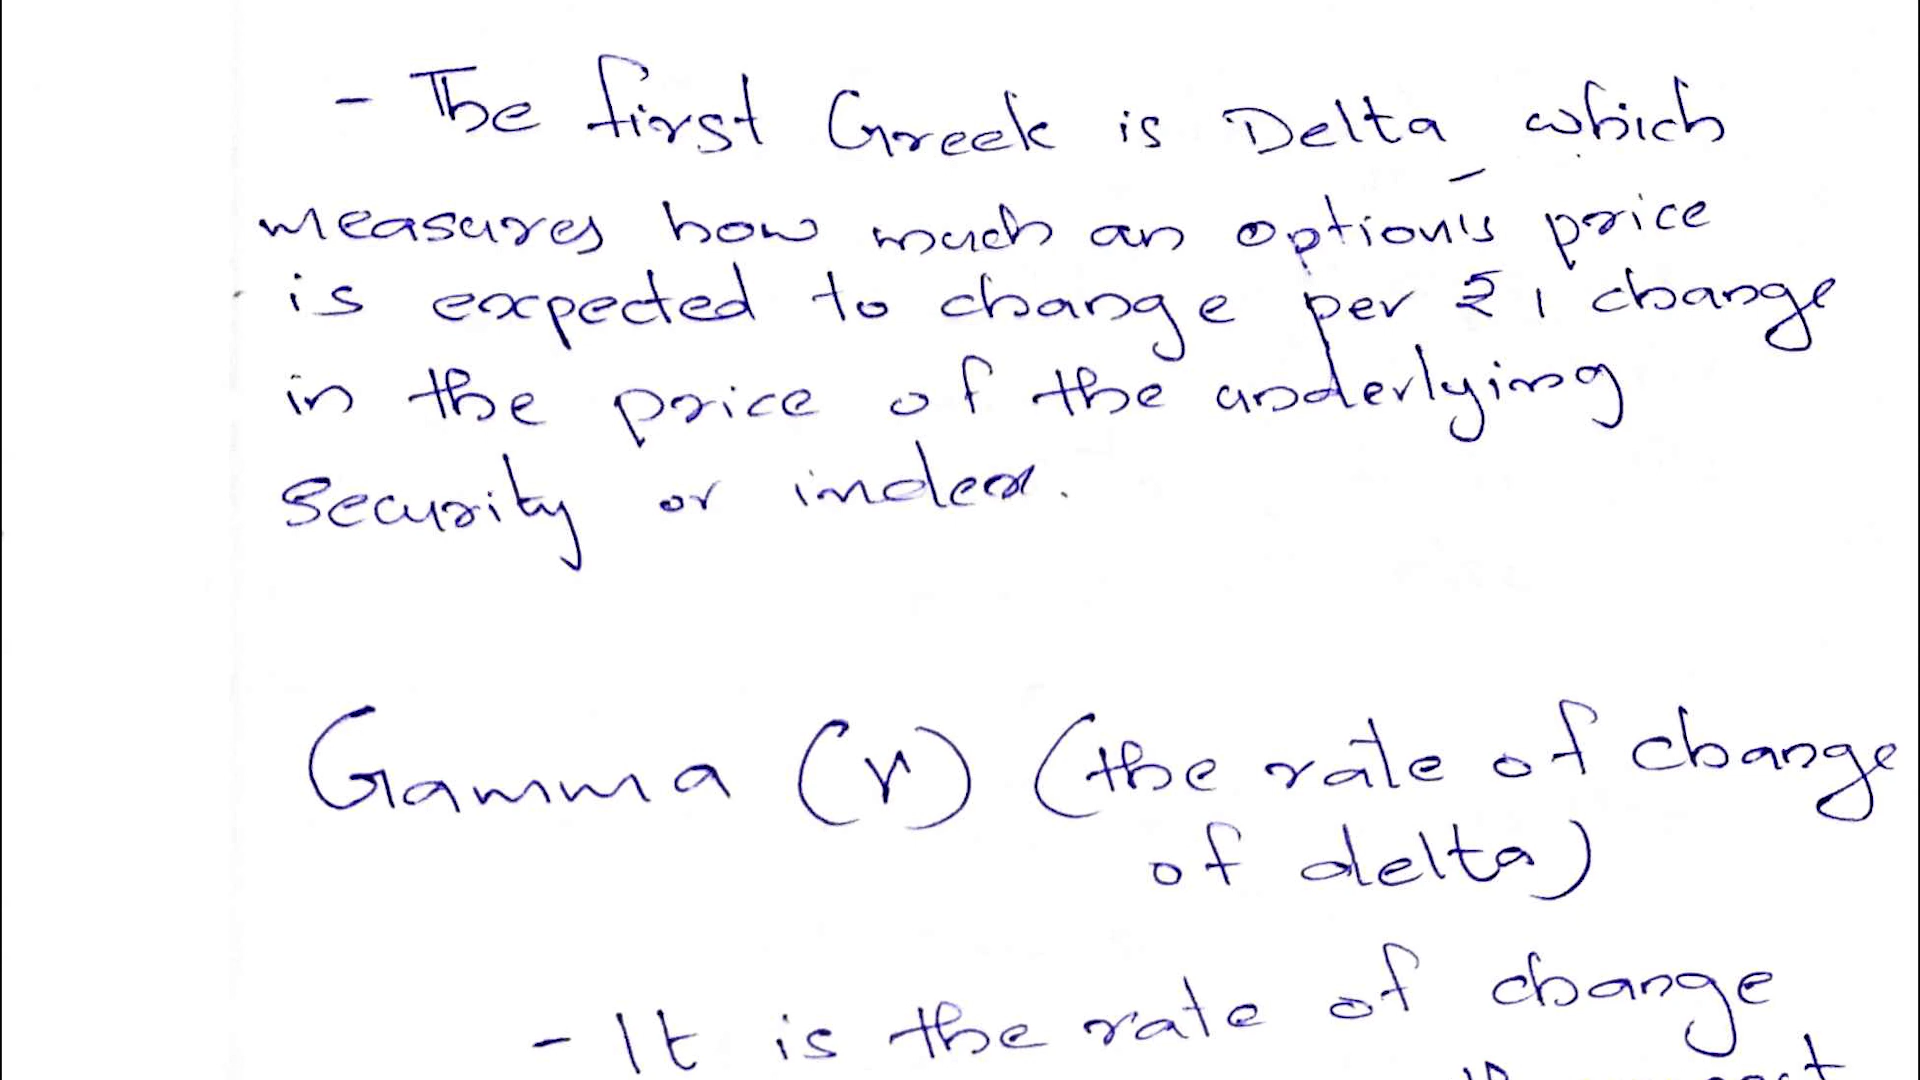 - The first Greek is Delta which
measures how much an option's price
is expected to change per ₹1 change
in the price of the underlying
security or index.
Gamma (γ) (the rate of change
of delta)
- It is the rate of change